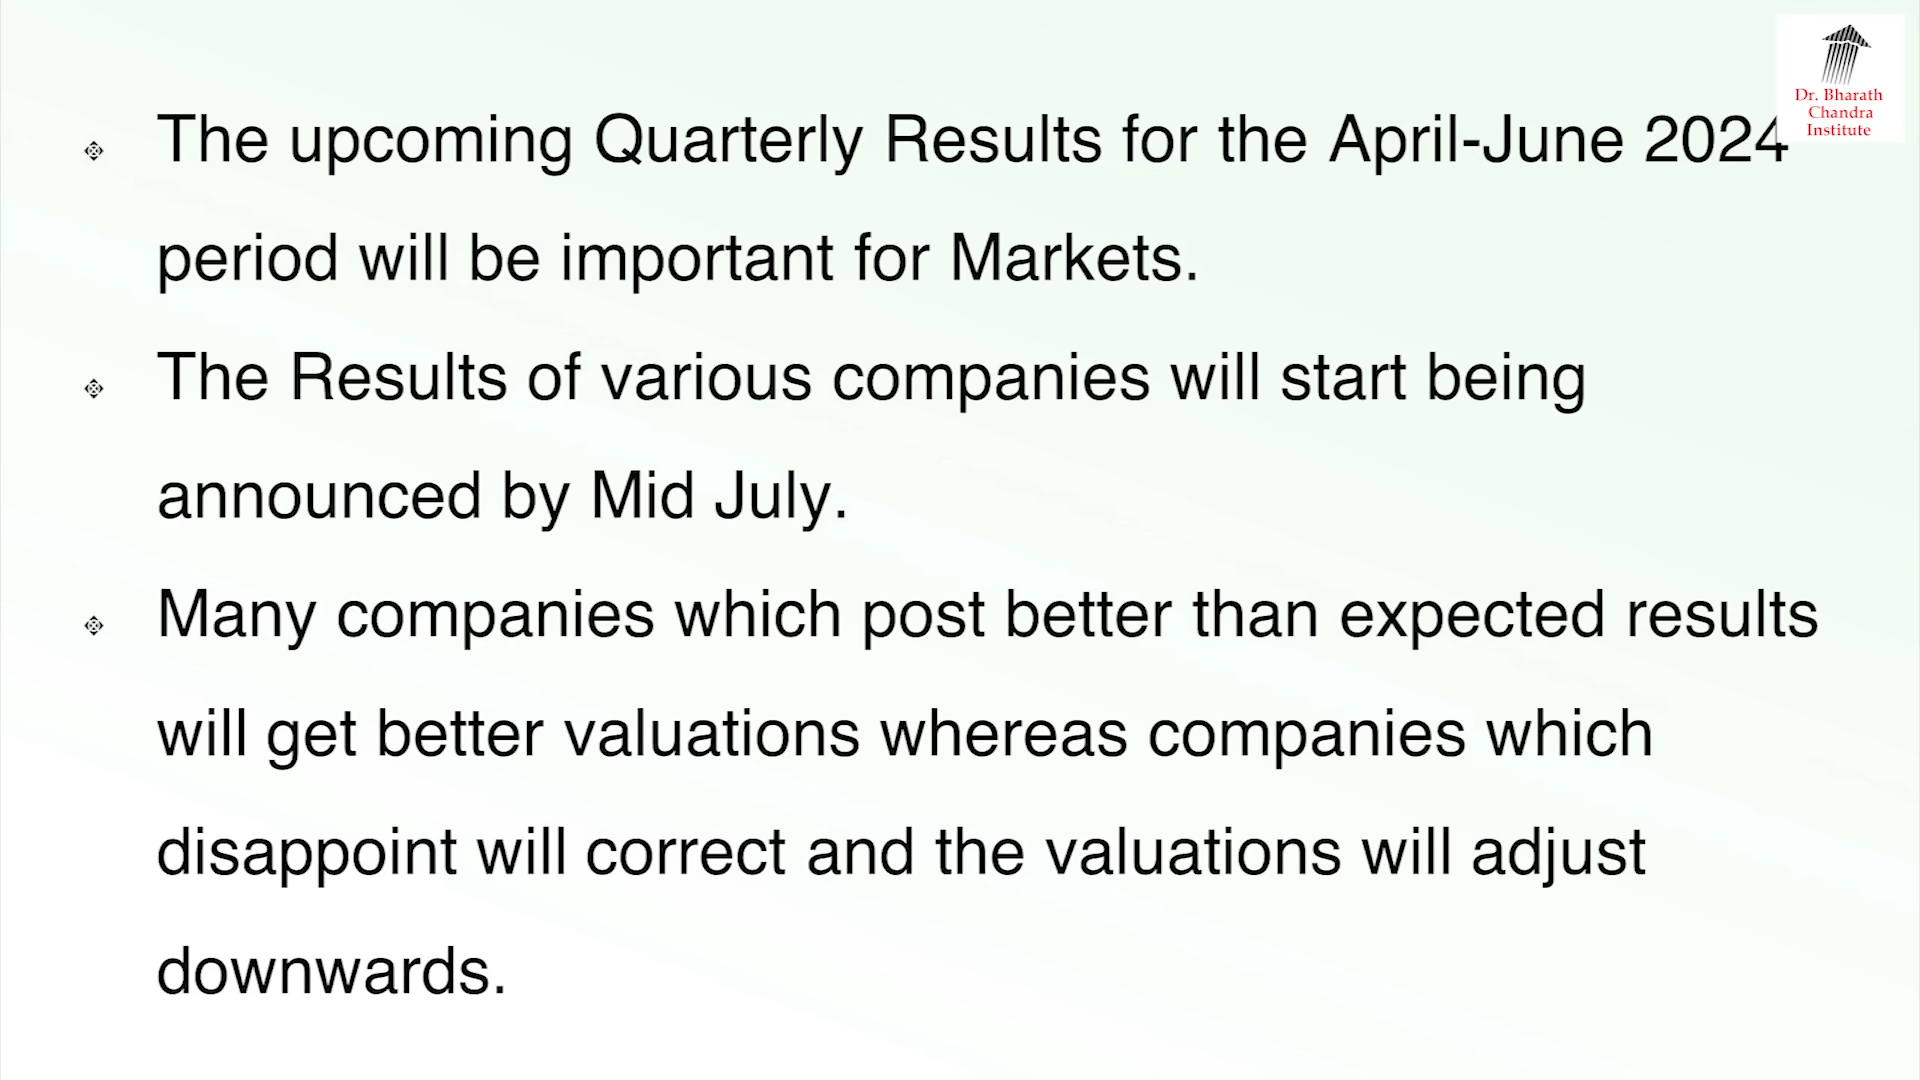 Dr. Bharath
Chandra
Institute
The upcoming Quarterly Results for the April-June 2024
period will be important for Markets.
The Results of various companies will start being
announced by Mid July.
Many companies which post better than expected results
will get better valuations whereas companies which
disappoint will correct and the valuations will adjust
downwards.